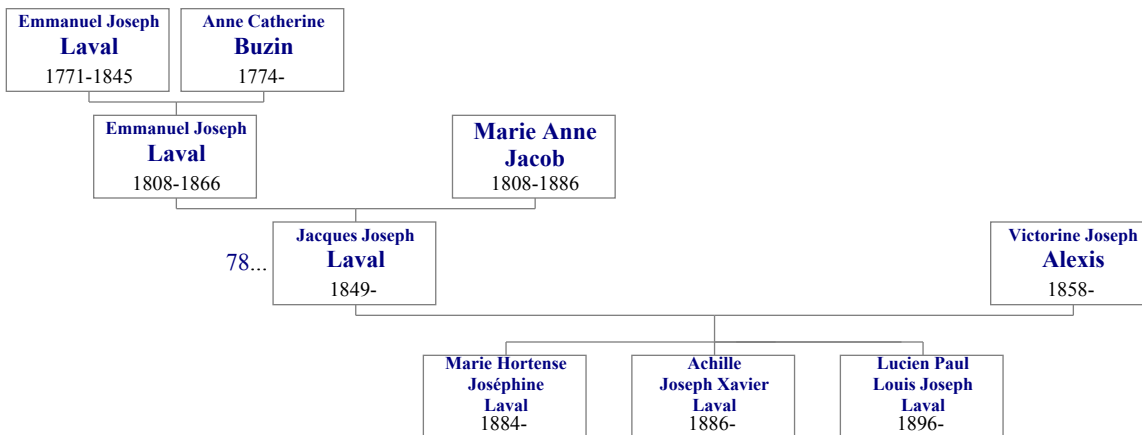 Emmanuel Joseph
Laval
1771-1845
Anne Catherine
Buzin
1774-
Emmanuel Joseph
Laval
1808-1866
Marie Anne
Jacob
1808-1886
78...
Jacques Joseph
Laval
1849-
Victorine Joseph
Alexis
1858-
Marie Hortense
Joséphine
Laval
1884-
Achille
Joseph Xavier
Laval
1886-
Lucien Paul
Louis Joseph
Laval
1896-